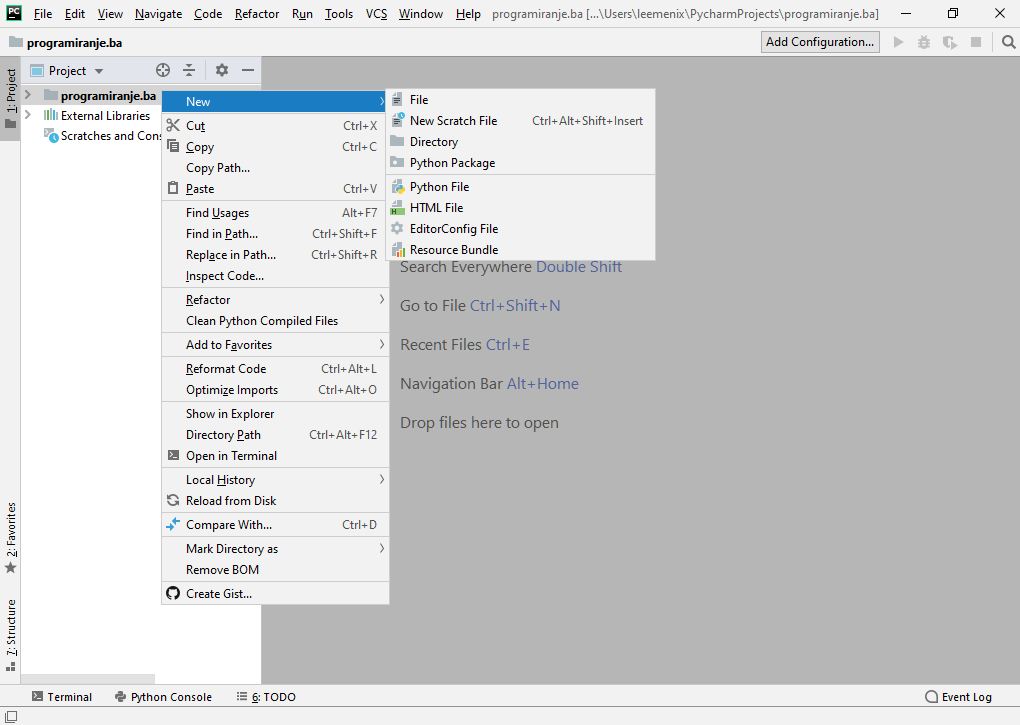 PC File Edit View Navigate Code Refactor Run Tools VCS Window Help programiranje.ba [...\Users\leemenix\PycharmProjects\programiranje.ba]
programiranje.ba Add Configuration...
1: Project
Project
programiranje.ba
External Libraries
Scratches and Con
New
Cut Ctrl+X
Copy Ctrl+C
Copy Path...
Paste Ctrl+V
Find Usages Alt+F7
Find in Path... Ctrl+Shift+F
Replace in Path... Ctrl+Shift+R
Inspect Code...
Refactor
Clean Python Compiled Files
Add to Favorites
Reformat Code Ctrl+Alt+L
Optimize Imports Ctrl+Alt+O
Show in Explorer
Directory Path Ctrl+Alt+F12
Open in Terminal
Local History
Reload from Disk
Compare With... Ctrl+D
Mark Directory as
Remove BOM
Create Gist...
File
New Scratch File Ctrl+Alt+Shift+Insert
Directory
Python Package
Python File
HTML File
EditorConfig File
Resource Bundle
Search Everywhere Double Shift
Go to File Ctrl+Shift+N
Recent Files Ctrl+E
Navigation Bar Alt+Home
Drop files here to open
2: Favorites
7: Structure
Terminal Python Console 6: TODO Event Log